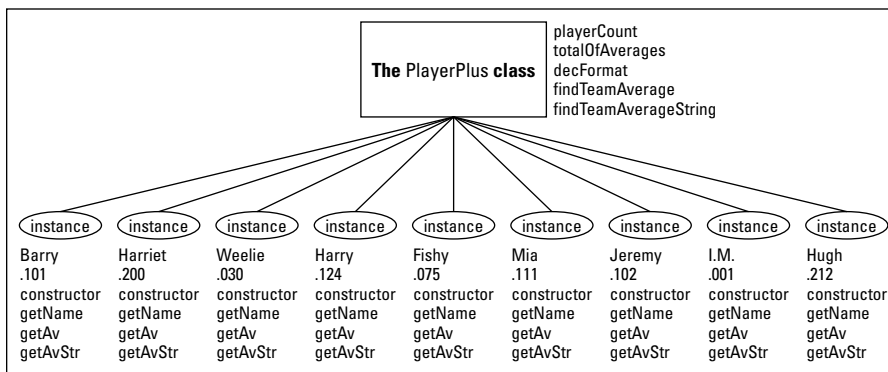 The PlayerPlus class
playerCount
totalOfAverages
decFormat
findTeamAverage
findTeamAverageString
instance instance instance instance instance instance instance instance instance
Barry Harriet Weelie Harry Fishy Mia Jeremy I.M. Hugh
.101 .200 .030 .124 .075 .111 .102 .001 .212
constructor constructor constructor constructor constructor constructor constructor constructor constructor
getName getName getName getName getName getName getName getName getName
getAv getAv getAv getAv getAv getAv getAv getAv getAv
getAvStr getAvStr getAvStr getAvStr getAvStr getAvStr getAvStr getAvStr getAvStr